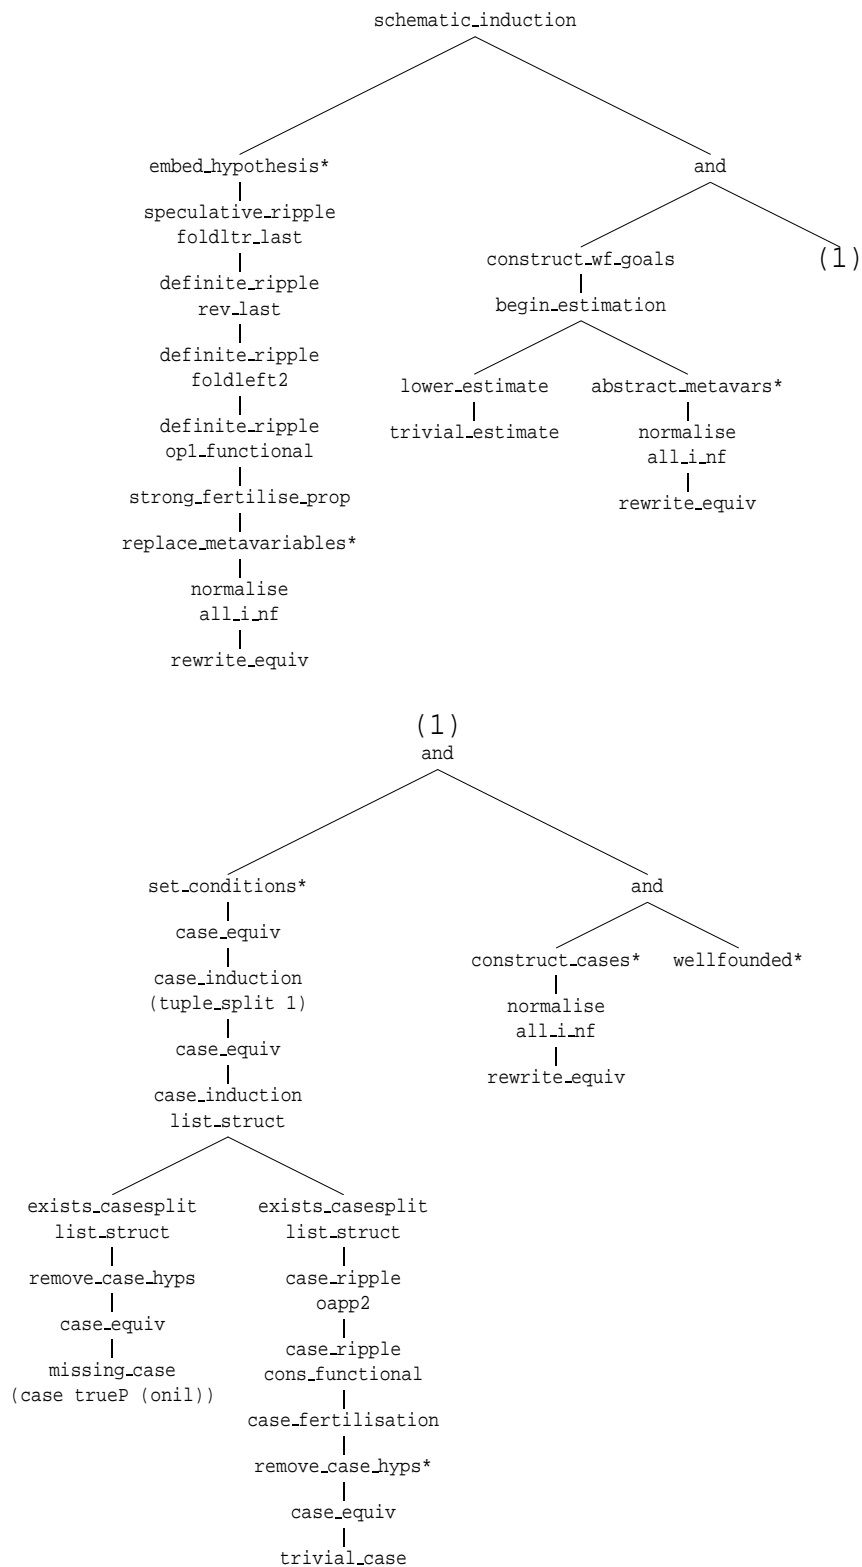 schematic_induction
embed_hypothesis*
and
speculative_ripple
foldltr_last
construct_wf_goals
(1)
definite_ripple
rev_last
begin_estimation
definite_ripple
foldleft2
lower_estimate
abstract_metavars*
definite_ripple
op1_functional
trivial_estimate
normalise
all_i_nf
strong_fertilise_prop
rewrite_equiv
replace_metavariables*
normalise
all_i_nf
rewrite_equiv
(1)
and
set_conditions*
and
case_equiv
construct_cases*
wellfounded*
case_induction
(tuple_split 1)
normalise
all_i_nf
case_equiv
rewrite_equiv
case_induction
list_struct
exists_casesplit
list_struct
exists_casesplit
list_struct
remove_case_hyps
case_ripple
oapp2
case_equiv
case_ripple
cons_functional
missing_case
(case trueP (onil))
case_fertilisation
remove_case_hyps*
case_equiv
trivial_case